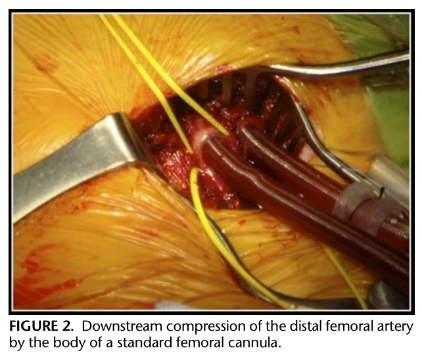 FIGURE 2. Downstream compression of the distal femoral artery
by the body of a standard femoral cannula.